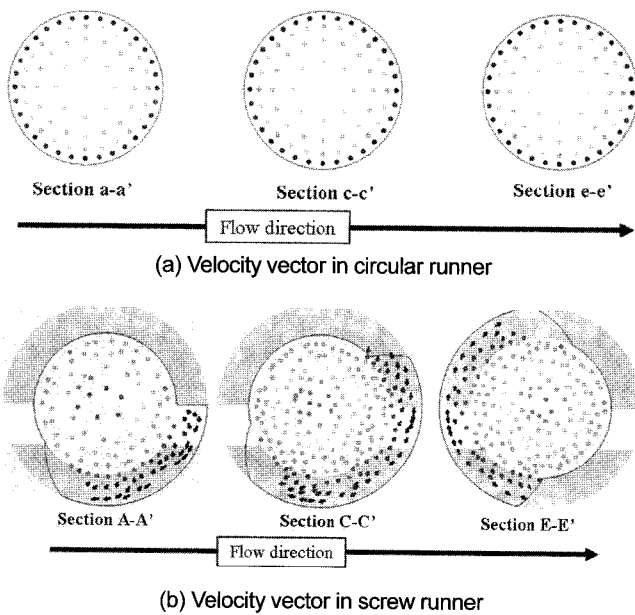 Section a-a'
Section c-c'
Section e-e'
Flow direction
(a) Velocity vector in circular runner
Section A-A'
Section C-C'
Section E-E'
Flow direction
(b) Velocity vector in screw runner